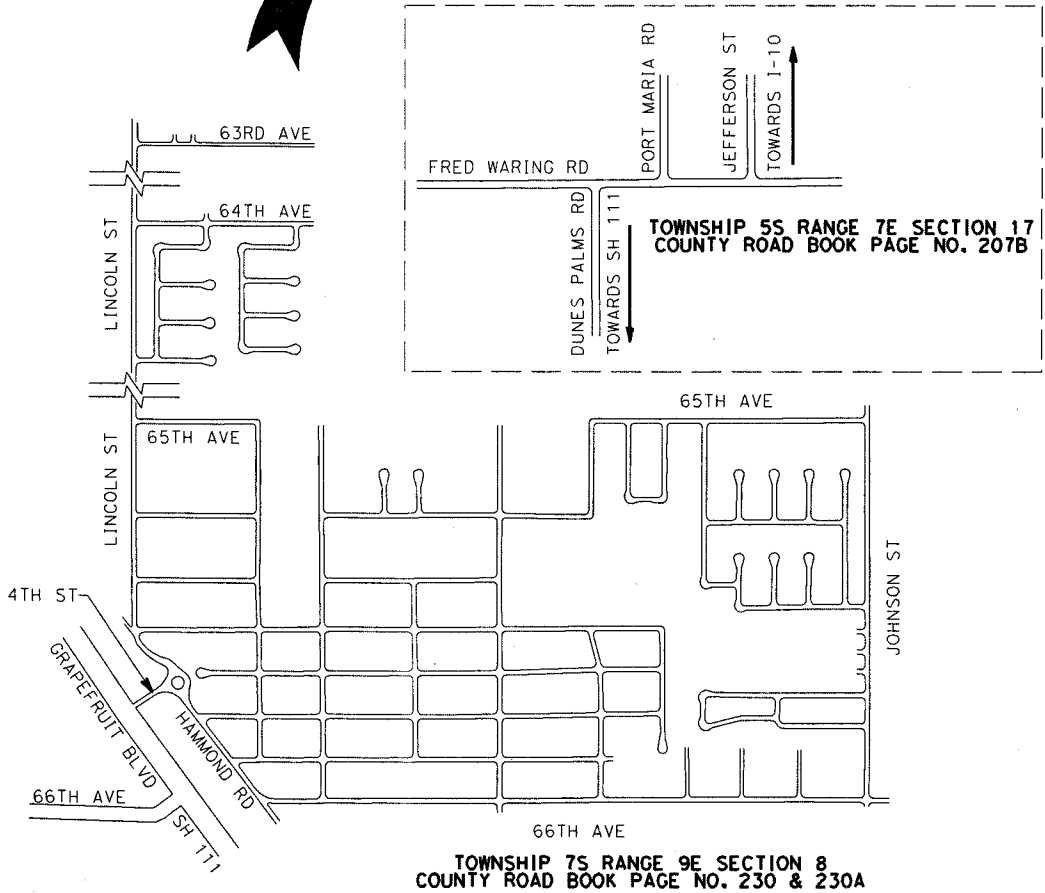 PORT MARIA RD
JEFFERSON ST
TOWARDS I-10
63RD AVE
FRED WARING RD
64TH AVE
LINCOLN ST
DUNES PALMS RD
TOWARDS SH 111
TOWNSHIP 5S RANGE 7E SECTION 17
COUNTY ROAD BOOK PAGE NO. 207B
65TH AVE
65TH AVE
LINCOLN ST
JOHNSON ST
4TH ST
GRAPEFRUIT BLVD
HAMMOND RD
66TH AVE
SH 111
66TH AVE
TOWNSHIP 7S RANGE 9E SECTION 8
COUNTY ROAD BOOK PAGE NO. 230 & 230A